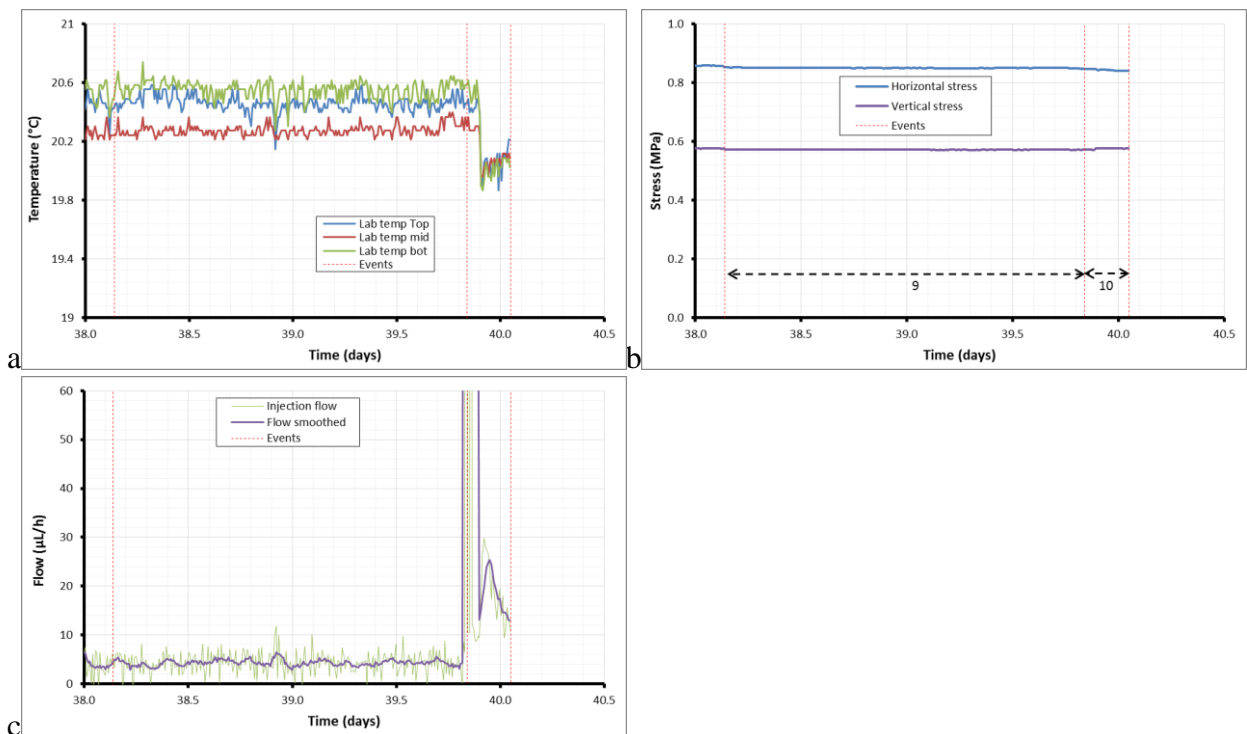 21
20.6
20.2
19.8
19.4
19
Temperature (°C)
Lab temp Top
Lab temp mid
Lab temp bot
Events
38.0 38.5 39.0 39.5 40.0 40.5
Time (days)
a
1.0
0.8
0.6
0.4
0.2
0.0
Stress (MPa)
Horizontal stress
Vertical stress
Events
9 10
38.0 38.5 39.0 39.5 40.0 40.5
Time (days)
b
60
50
40
30
20
10
0
Flow (µL/h)
Injection flow
Flow smoothed
Events
38.0 38.5 39.0 39.5 40.0 40.5
Time (days)
c